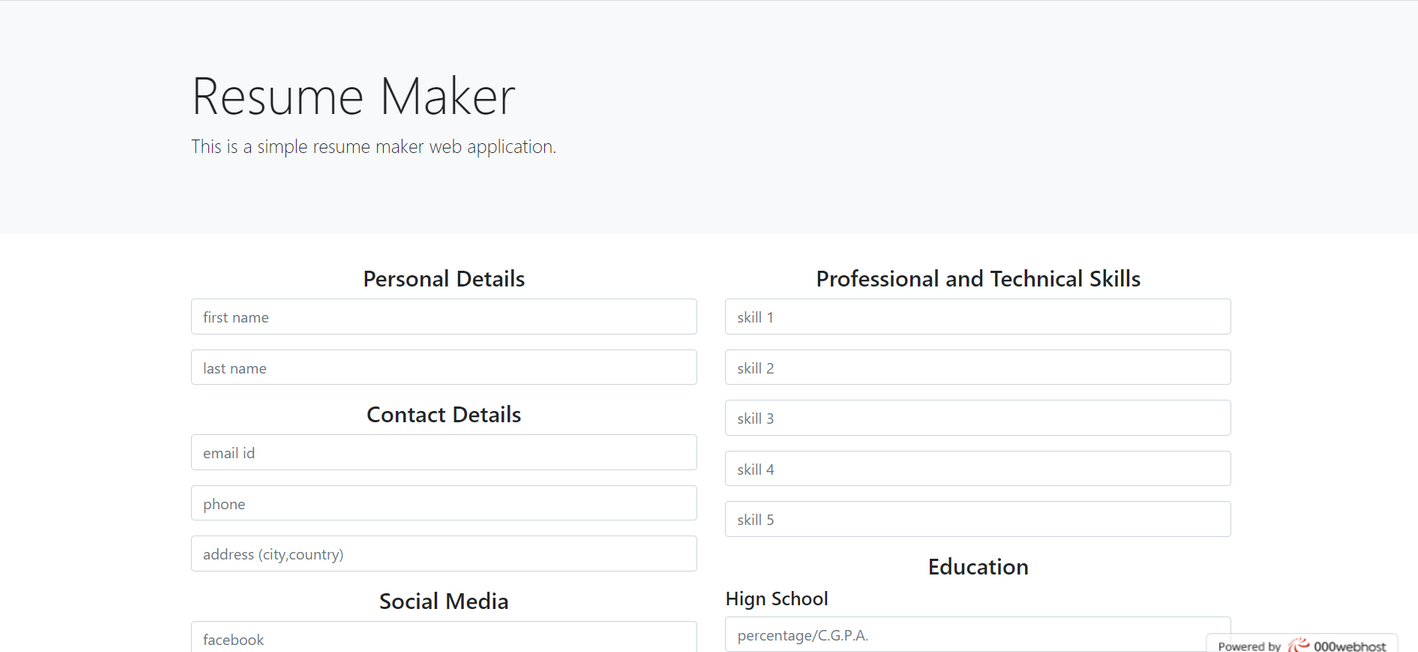 Resume Maker
This is a simple resume maker web application.
Personal Details
first name
last name
Contact Details
email id
phone
address (city,country)
Social Media
facebook
Professional and Technical Skills
skill 1
skill 2
skill 3
skill 4
skill 5
Education
Hign School
percentage/C.G.P.A.
Powered by 000webhost